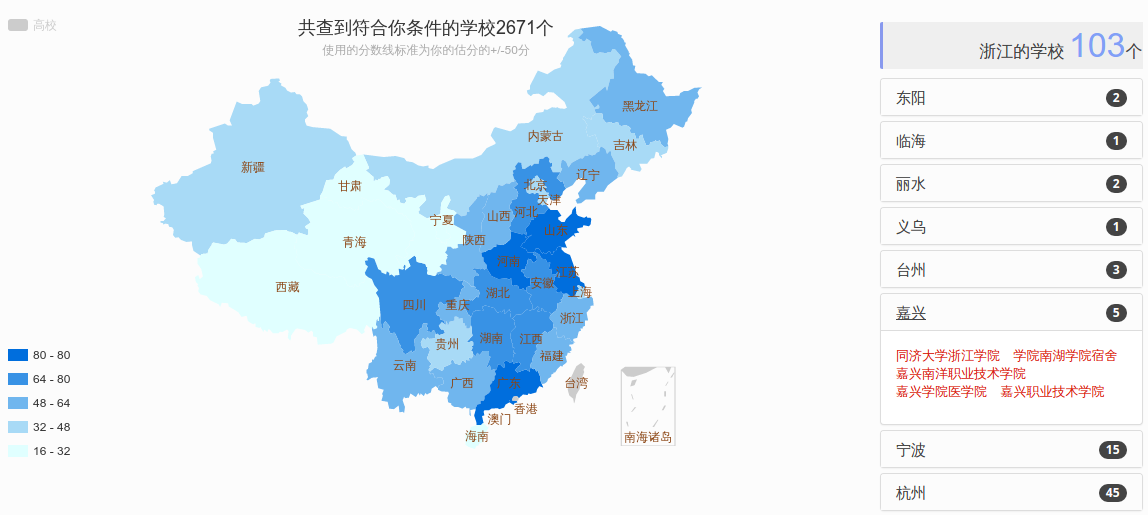 高校
共查到符合你条件的学校2671个
使用的分数线标准为你的估分的+/-50分
黑龙江
内蒙古
吉林
新疆
辽宁
甘肃
北京
天津
河北
山西
宁夏
山东
青海
陕西
河南
江苏
安徽
西藏
上海
湖北
四川
重庆
浙江
湖南
江西
贵州
福建
云南
广西
广东
台湾
香港
澳门
海南
南海诸岛
80 - 80
64 - 80
48 - 64
32 - 48
16 - 32
浙江的学校 103个
东阳 2
临海 1
丽水 2
义乌 1
台州 3
嘉兴 5
同济大学浙江学院 学院南湖学院宿舍
嘉兴南洋职业技术学院
嘉兴学院医学院 嘉兴职业技术学院
宁波 15
杭州 45